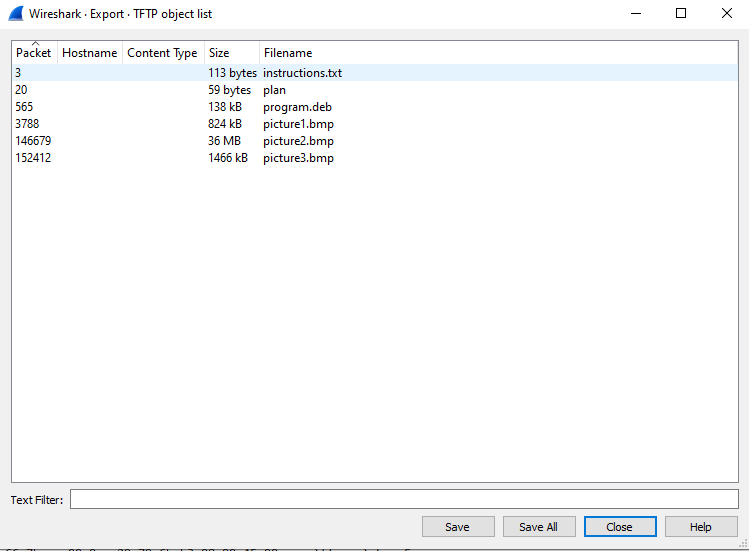 Wireshark · Export · TFTP object list
Packet Hostname Content Type Size Filename
3 113 bytes instructions.txt
20 59 bytes plan
565 138 kB program.deb
3788 824 kB picture1.bmp
146679 36 MB picture2.bmp
152412 1466 kB picture3.bmp
Text Filter:
Save Save All Close Help